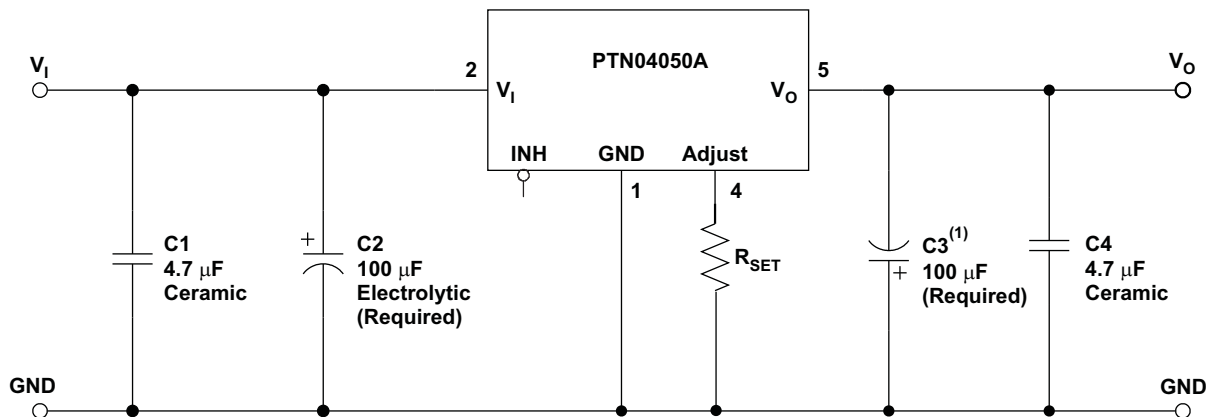 PTN04050A
V_I
2
V_I
V_O
5
V_O
INH
GND
Adjust
1
4
C1
4.7 μF
Ceramic
+
C2
100 μF
Electrolytic
(Required)
R_SET
C3^(1)
100 μF
(Required)
+
C4
4.7 μF
Ceramic
GND
GND